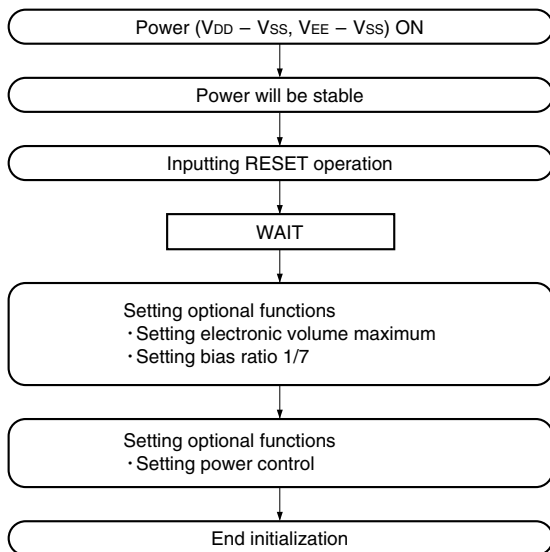 Power (VDD – VSS, VEE – VSS) ON
Power will be stable
Inputting RESET operation
WAIT
Setting optional functions
・Setting electronic volume maximum
・Setting bias ratio 1/7
Setting optional functions
・Setting power control
End initialization